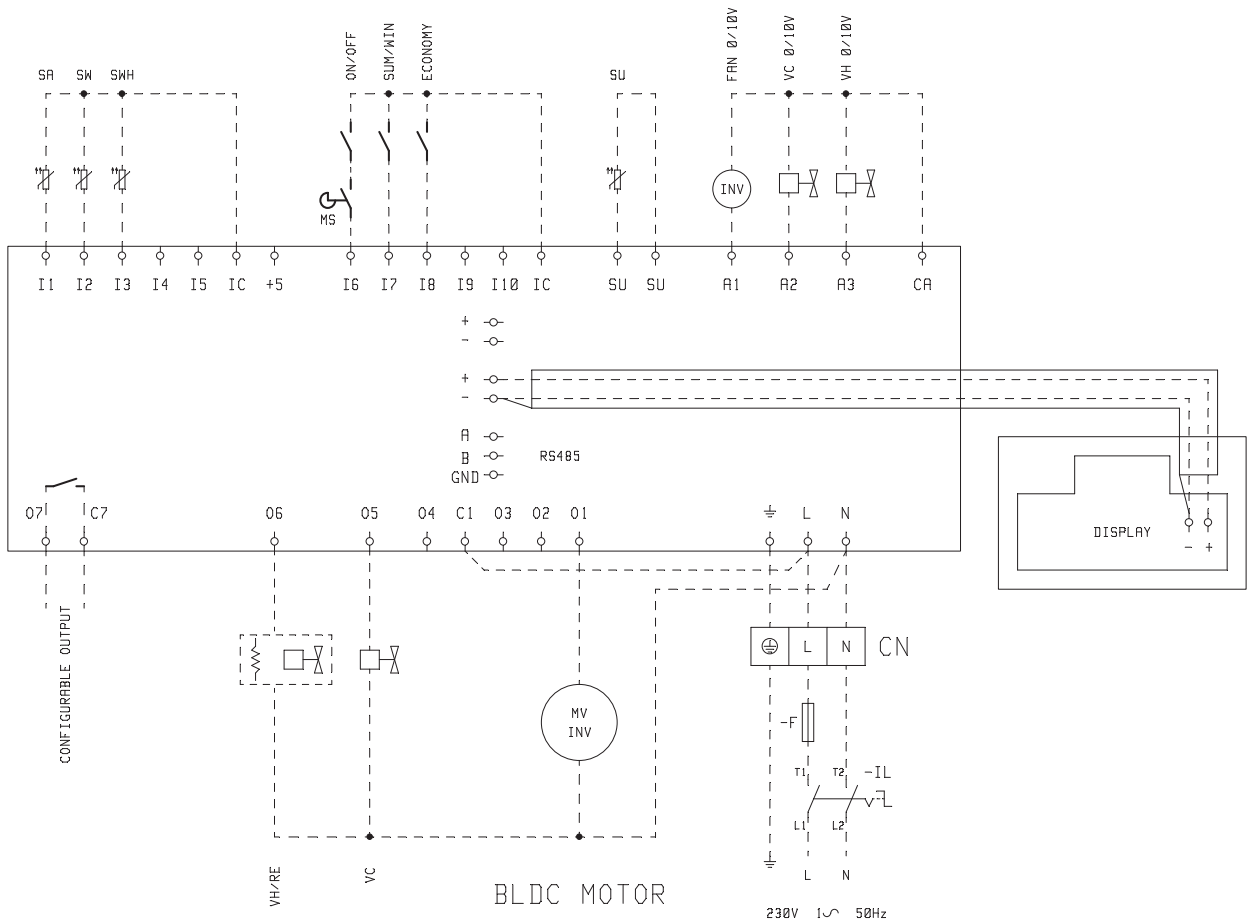 ON/OFF
SUM/WIN
ECONOMY
FAN 0/10V
VC 0/10V
VH 0/10V
SA SW SWH SU
INV
MS
I1 I2 I3 I4 I5 IC +5 I6 I7 I8 I9 I10 IC SU SU A1 A2 A3 CA
+
-
+
-
A
B RS485
GND
O7 C7 O6 O5 O4 C1 O3 O2 O1 L N
DISPLAY
- +
CONFIGURABLE OUTPUT
L N CN
MV
INV
-F
T1 T2 -IL
L1 L2
VH/RE
VC
L N
BLDC MOTOR
230V 1 50Hz